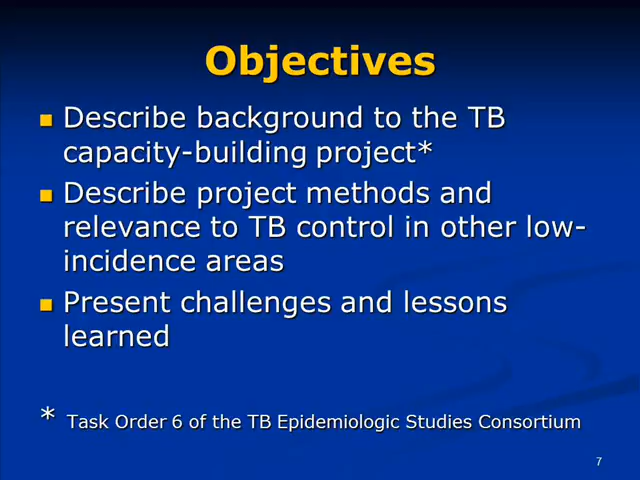 Objectives
Describe background to the TB
capacity-building project*
Describe project methods and
relevance to TB control in other low-
incidence areas
Present challenges and lessons
learned
* Task Order 6 of the TB Epidemiologic Studies Consortium
7